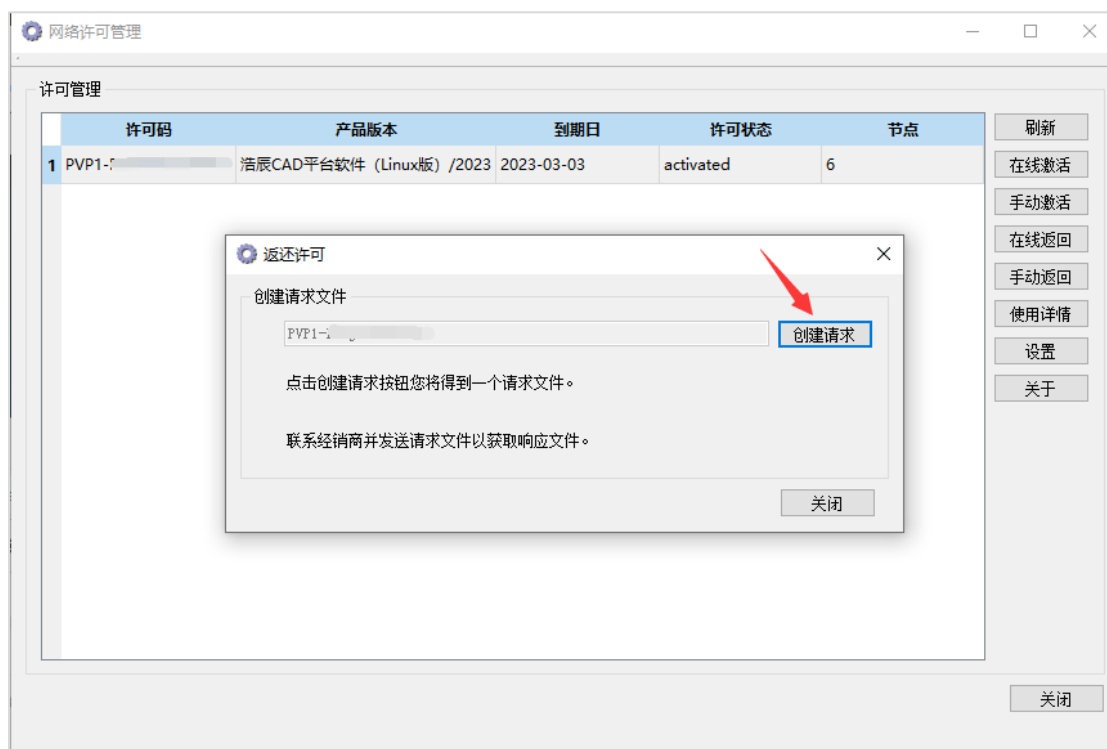 网络许可管理
许可管理
许可码 产品版本 到期日 许可状态 节点
1 PVP1- 浩辰CAD平台软件（Linux版）/2023 2023-03-03 activated 6
刷新
在线激活
手动激活
在线返回
手动返回
使用详情
设置
关于
返还许可
创建请求文件
PVP1- 创建请求
点击创建请求按钮您将得到一个请求文件。
联系经销商并发送请求文件以获取响应文件。
关闭
关闭